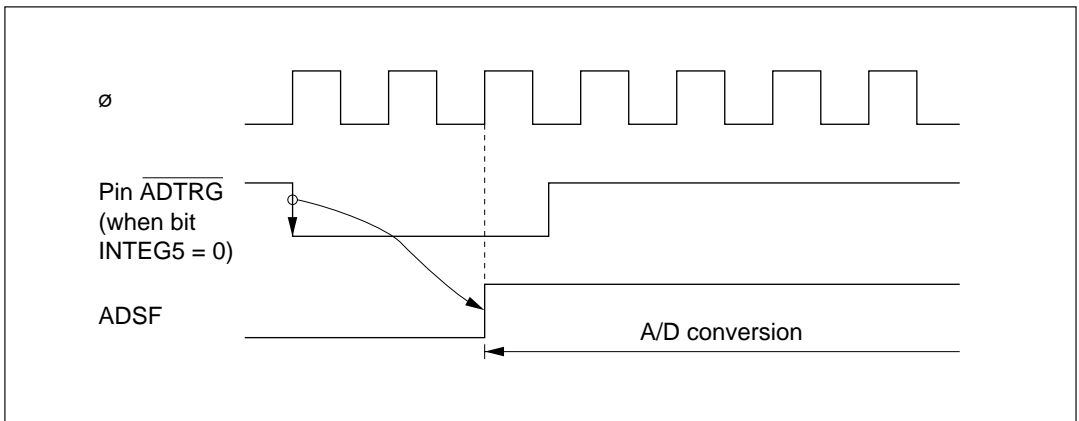 ø
Pin ADTRG
(when bit
INTEG5 = 0)
ADSF
A/D conversion